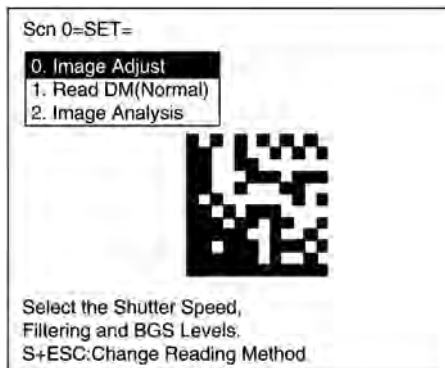 Scn 0=SET=
0. Image Adjust
1. Read DM(Normal)
2. Image Analysis
Select the Shutter Speed,
Filtering and BGS Levels.
S+ESC:Change Reading Method